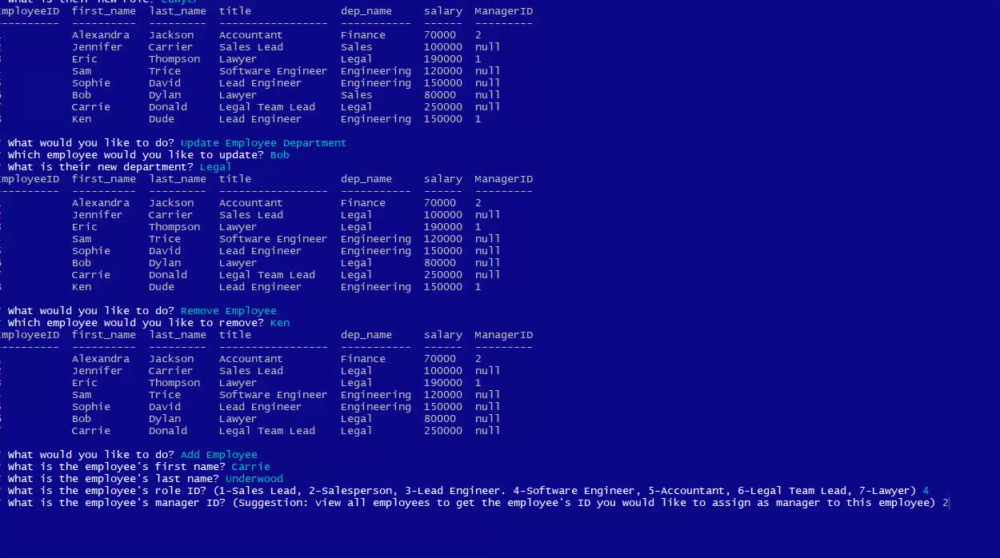 what is their new role? Lawyer
mployeeID first_name last_name title dep_name salary ManagerID
---------- ---------- --------- ----------------- ----------- ------ ---------
Alexandra Jackson Accountant Finance 70000 2
Jennifer Carrier Sales Lead Sales 100000 null
Eric Thompson Lawyer Legal 190000 1
Sam Trice Software Engineer Engineering 120000 null
Sophie David Lead Engineer Engineering 150000 null
Bob Dylan Lawyer Sales 80000 null
Carrie Donald Legal Team Lead Legal 250000 null
Ken Dude Lead Engineer Engineering 150000 1
What would you like to do? Update Employee Department
Which employee would you like to update? Bob
What is their new department? Legal
mployeeID first_name last_name title dep_name salary ManagerID
---------- ---------- --------- ----------------- ----------- ------ ---------
Alexandra Jackson Accountant Finance 70000 2
Jennifer Carrier Sales Lead Legal 100000 null
Eric Thompson Lawyer Legal 190000 1
Sam Trice Software Engineer Engineering 120000 null
Sophie David Lead Engineer Engineering 150000 null
Bob Dylan Lawyer Legal 80000 null
Carrie Donald Legal Team Lead Legal 250000 null
Ken Dude Lead Engineer Engineering 150000 1
What would you like to do? Remove Employee
Which employee would you like to remove? Ken
mployeeID first_name last_name title dep_name salary ManagerID
---------- ---------- --------- ----------------- ----------- ------ ---------
Alexandra Jackson Accountant Finance 70000 2
Jennifer Carrier Sales Lead Legal 100000 null
Eric Thompson Lawyer Legal 190000 1
Sam Trice Software Engineer Engineering 120000 null
Sophie David Lead Engineer Engineering 150000 null
Bob Dylan Lawyer Legal 80000 null
Carrie Donald Legal Team Lead Legal 250000 null
What would you like to do? Add Employee
What is the employee's first name? Carrie
What is the employee's last name? Underwood
What is the employee's role ID? (1-Sales Lead, 2-Salesperson, 3-Lead Engineer. 4-Software Engineer, 5-Accountant, 6-Legal Team Lead, 7-Lawyer) 4
What is the employee's manager ID? (Suggestion: view all employees to get the employee's ID you would like to assign as manager to this employee) 2